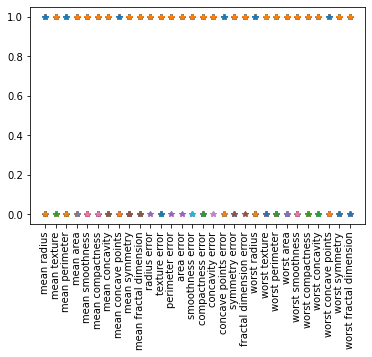 1.0
0.8
0.6
0.4
0.2
0.0
mean radius
mean texture
mean perimeter
mean area
mean smoothness
mean compactness
mean concavity
mean concave points
mean symmetry
mean fractal dimension
radius error
texture error
perimeter error
area error
smoothness error
compactness error
concavity error
concave points error
symmetry error
fractal dimension error
worst radius
worst texture
worst perimeter
worst area
worst smoothness
worst compactness
worst concavity
worst concave points
worst symmetry
worst fractal dimension